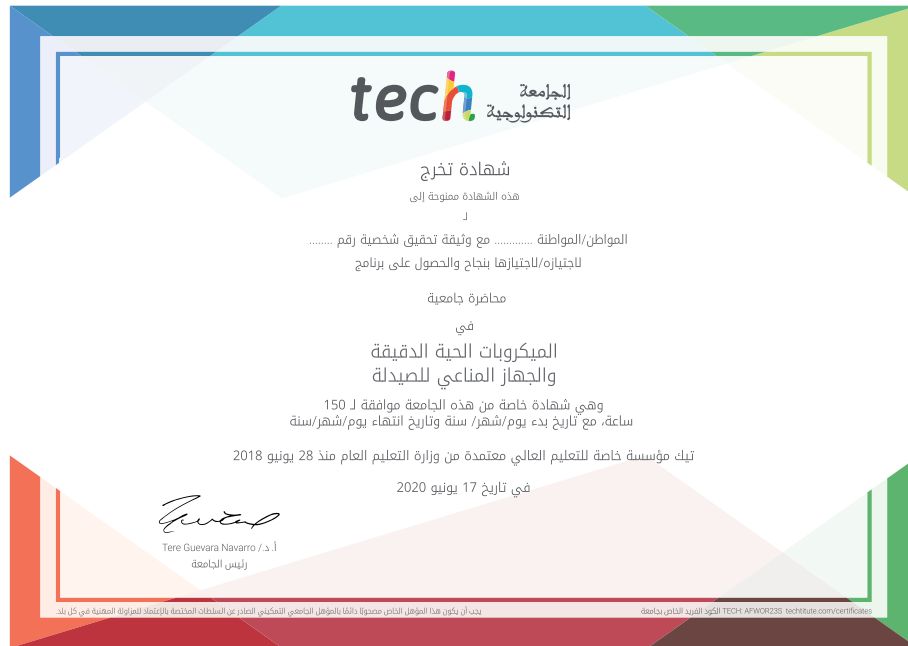 tech الجامعة
التكنولوجية
شهادة تخرج
هذه الشهادة ممنوحة إلى
لـ
المواطن/المواطنة ............. مع وثيقة تحقيق شخصية رقم ........
لاجتيازه/لاجتيازها بنجاح والحصول على برنامج
محاضرة جامعية
في
الميكروبات الحية الدقيقة
والجهاز المناعي للصيدلة
وهي شهادة خاصة من هذه الجامعة موافقة لـ 150
ساعة، مع تاريخ بدء يوم/شهر/ سنة وتاريخ انتهاء يوم/شهر/سنة
تيك مؤسسة خاصة للتعليم العالي معتمدة من وزارة التعليم العام منذ 28 يونيو 2018
في تاريخ 17 يونيو 2020
أ. د./ Tere Guevara Navarro
رئيس الجامعة
يجب أن يكون هذا المؤهل الخاص مصحوبًا دائمًا بالمؤهل الجامعي التمكيني الصادر عن السلطات المختصة بالإعتماد للمزاولة المهنية في كل بلد.
الكود الفريد الخاص بجامعة TECH: AFWOR23S techtitute.com/certificates